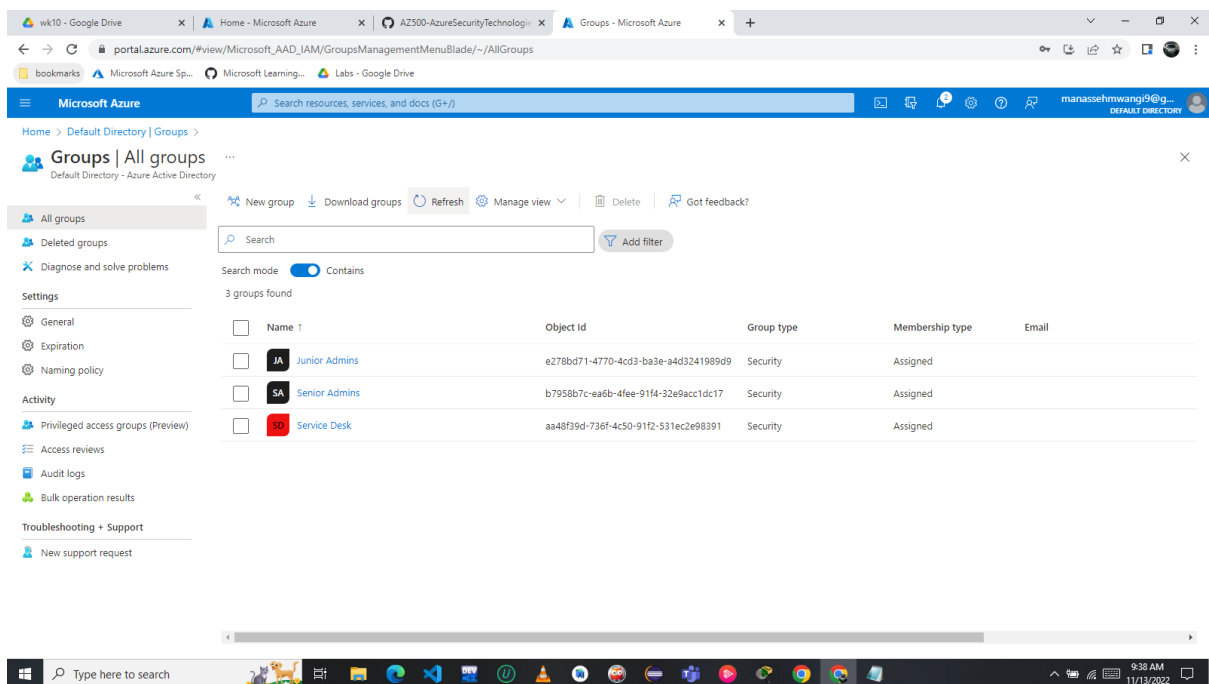 wk10 - Google Drive
Home - Microsoft Azure
AZ500-AzureSecurityTechnologie
Groups - Microsoft Azure
portal.azure.com/#view/Microsoft_AAD_IAM/GroupsManagementMenuBlade/~/AllGroups
bookmarks
Microsoft Azure Sp...
Microsoft Learning...
Labs - Google Drive
Microsoft Azure
Search resources, services, and docs (G+/)
2
manassehmwangi9@g...
DEFAULT DIRECTORY
Home > Default Directory | Groups >
Groups | All groups ...
Default Directory - Azure Active Directory
«
New group
Download groups
Refresh
Manage view
Delete
Got feedback?
All groups
Deleted groups
Diagnose and solve problems
Settings
General
Expiration
Naming policy
Activity
Privileged access groups (Preview)
Access reviews
Audit logs
Bulk operation results
Troubleshooting + Support
New support request
Search
Add filter
Search mode Contains
3 groups found
Name ↑ Object Id Group type Membership type Email
JA Junior Admins e278bd71-4770-4cd3-ba3e-a4d3241989d9 Security Assigned
SA Senior Admins b7958b7c-ea6b-4fee-91f4-32e9acc1dc17 Security Assigned
SD Service Desk aa48f39d-736f-4c50-91f2-531ec2e98391 Security Assigned
Type here to search
DEV
9:38 AM
11/13/2022